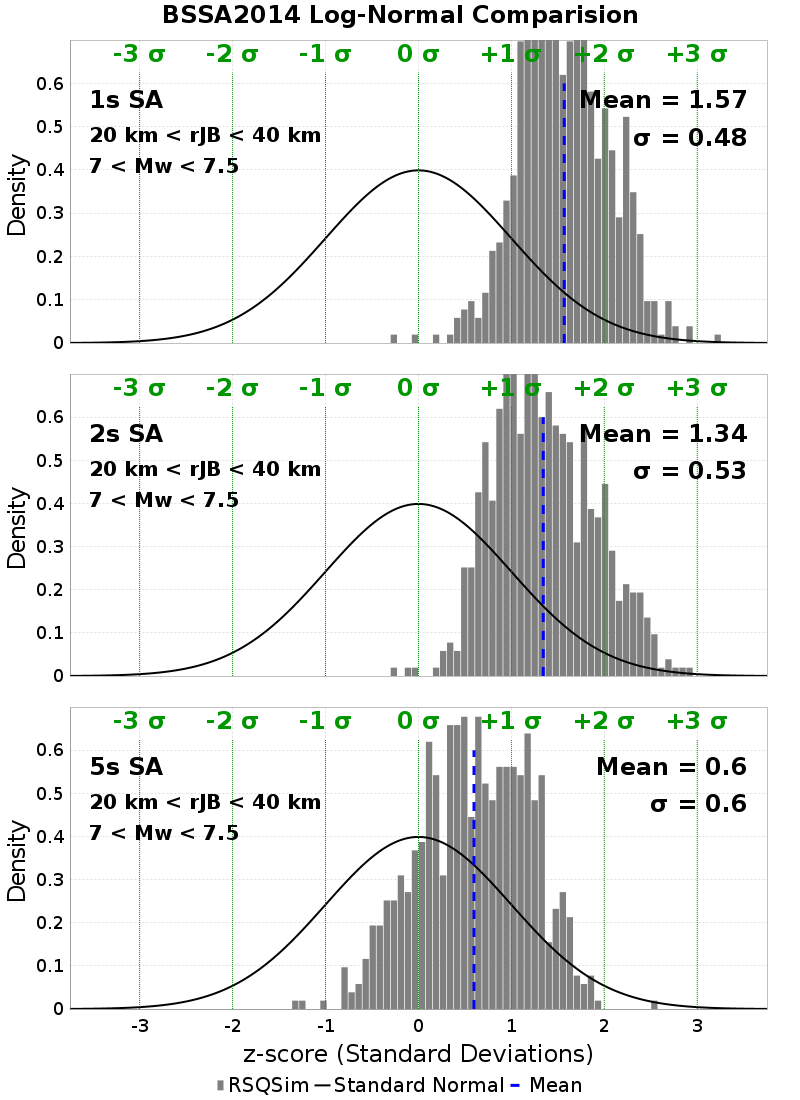 BSSA2014 Log-Normal Comparision
-3 σ -2 σ -1 σ 0 σ +1 σ +2 σ +3 σ
1s SA
Mean = 1.57
20 km < rJB < 40 km
σ = 0.48
7 < Mw < 7.5
Density
0.6
0.5
0.4
0.3
0.2
0.1
0
-3 σ -2 σ -1 σ 0 σ +1 σ +2 σ +3 σ
2s SA
Mean = 1.34
20 km < rJB < 40 km
σ = 0.53
7 < Mw < 7.5
Density
0.6
0.5
0.4
0.3
0.2
0.1
0
-3 σ -2 σ -1 σ 0 σ +1 σ +2 σ +3 σ
5s SA
Mean = 0.6
20 km < rJB < 40 km
σ = 0.6
7 < Mw < 7.5
Density
0.6
0.5
0.4
0.3
0.2
0.1
0
-3 -2 -1 0 1 2 3
z-score (Standard Deviations)
RSQSim Standard Normal Mean